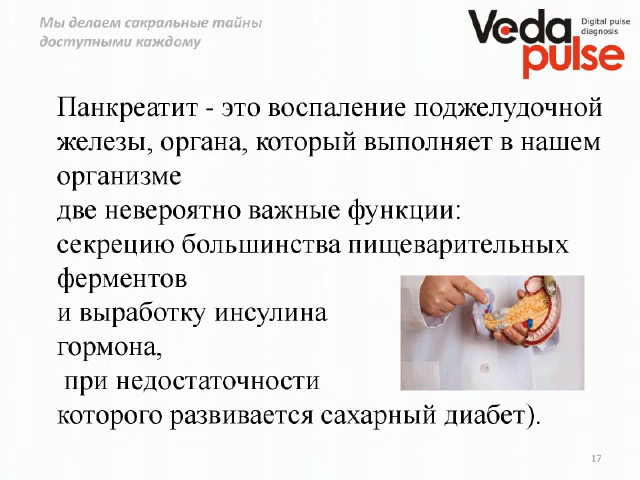 Мы делаем сакральные тайны
доступными каждому
Veda
pulse
Digital pulse
diagnosis
Панкреатит - это воспаление поджелудочной
железы, органа, который выполняет в нашем
организме
две невероятно важные функции:
секрецию большинства пищеварительных
ферментов
и выработку инсулина
гормона,
при недостаточности
которого развивается сахарный диабет).
17